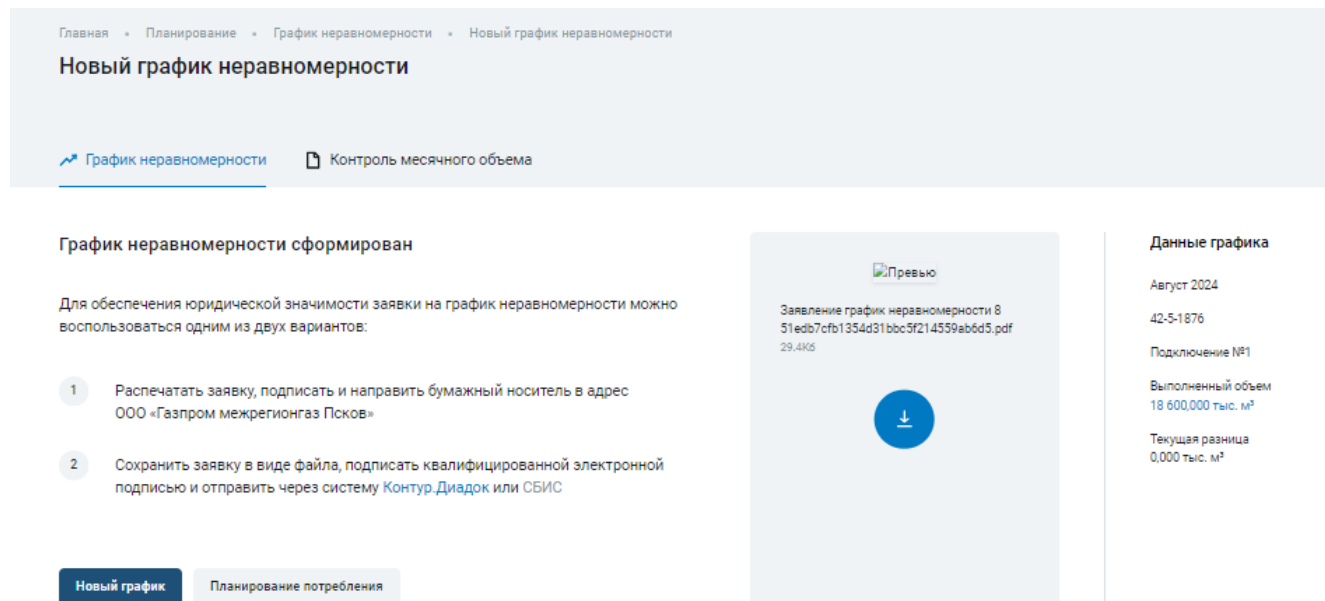 Главная • Планирование • График неравномерности • Новый график неравномерности
Новый график неравномерности
График неравномерности
Контроль месячного объема
График неравномерности сформирован
Для обеспечения юридической значимости заявки на график неравномерности можно
воспользоваться одним из двух вариантов:
1 Распечатать заявку, подписать и направить бумажный носитель в адрес
ООО «Газпром межрегионгаз Псков»
2 Сохранить заявку в виде файла, подписать квалифицированной электронной
подписью и отправить через систему Контур.Диадок или СБИС
Новый график
Планирование потребления
Превью
Заявление график неравномерности 8
51edb7cfb1354d31bbc5f214559ab6d5.pdf
29.4Кб
Данные графика
Август 2024
42-5-1876
Подключение №1
Выполненный объем
18 600,000 тыс. м³
Текущая разница
0,000 тыс. м³